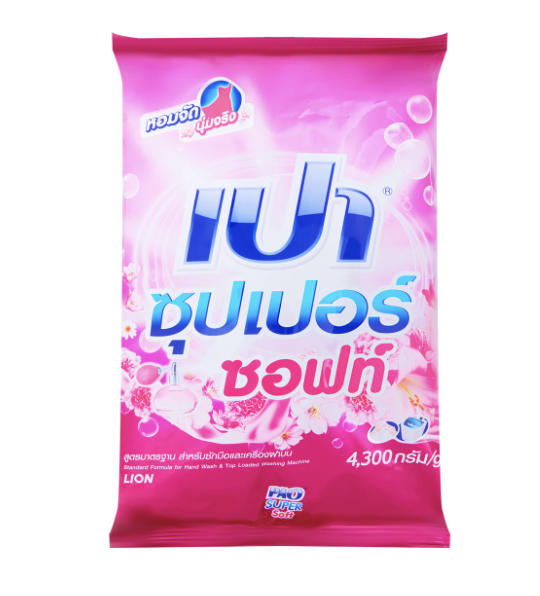 หอมจัด
นุ่มจริง
เปา®
ซุปเปอร์
ซอฟท์
สูตรมาตรฐาน สำหรับซักมือและเครื่องฝาบน
Standard Formula for Hand Wash & Top Loaded Washing Machine
4,300 กรัม/g
LION
PAO
SUPER
Soft